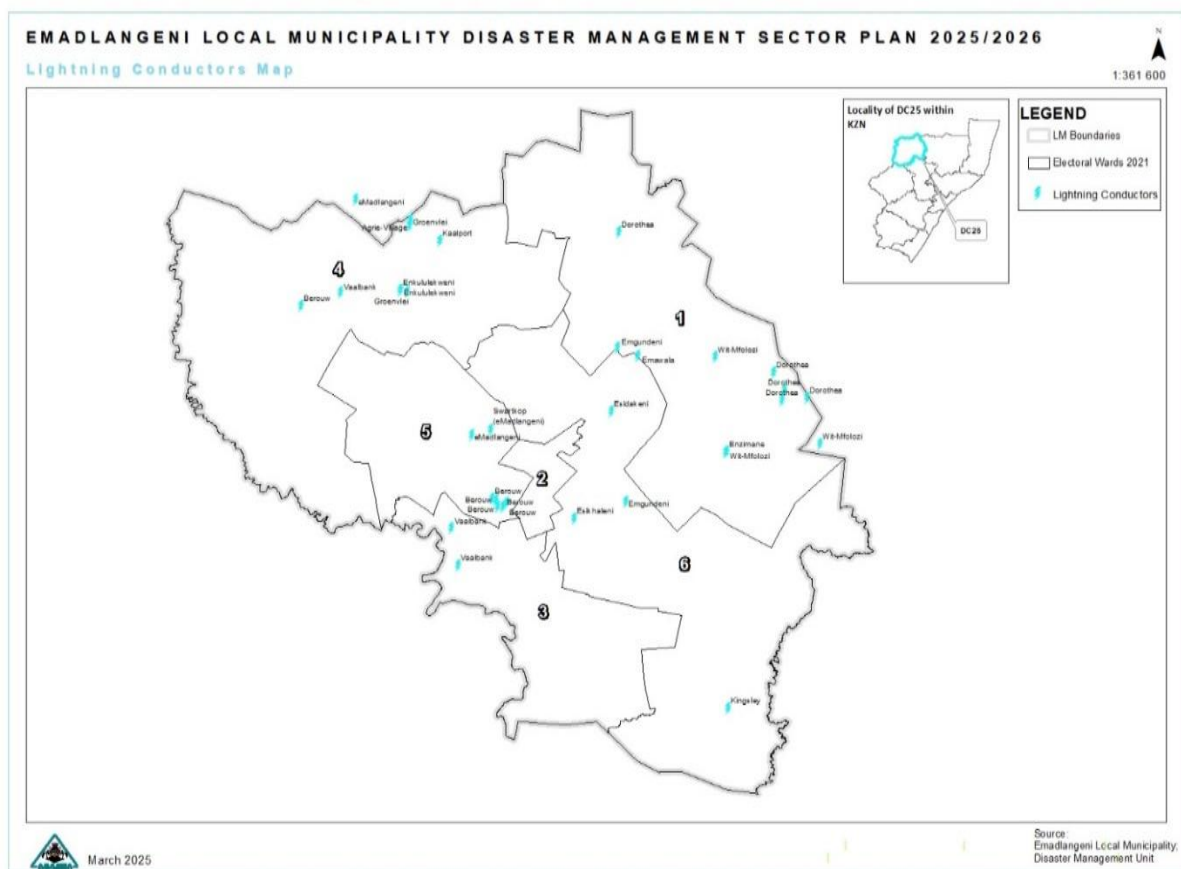 EMADLANGENI LOCAL MUNICIPALITY DISASTER MANAGEMENT SECTOR PLAN 2025/2026
Lightning Conductors Map
N
1:361 600
Locality of DC25 within
KZN
DC25
LEGEND
LM Boundaries
Electoral Wards 2021
Lightning Conductors
eMadlangeni
Groenvlei
Agrie-Village
Kaalport
Dorothea
4
Enkululekweni
Vaalbank
Enkululekweni
Berouw
Groenvlei
1
Emgundeni
Wit-Mfolozi
Emawala
Dorothea
Dorothea
Dorothea
Dorothea
Esidakeni
Swartkop
(eMadlangeni)
5
eMadlangeni
Wit-Mfolozi
Enzimane
Wit-Mfolozi
2
Berouw
Berouw
Berouw
Berouw
Berouw
Emgundeni
Esikhaleni
Vaalbank
Vaalbank
6
3
Kingsley
March 2025
Source:
Emadlangeni Local Municipality,
Disaster Management Unit